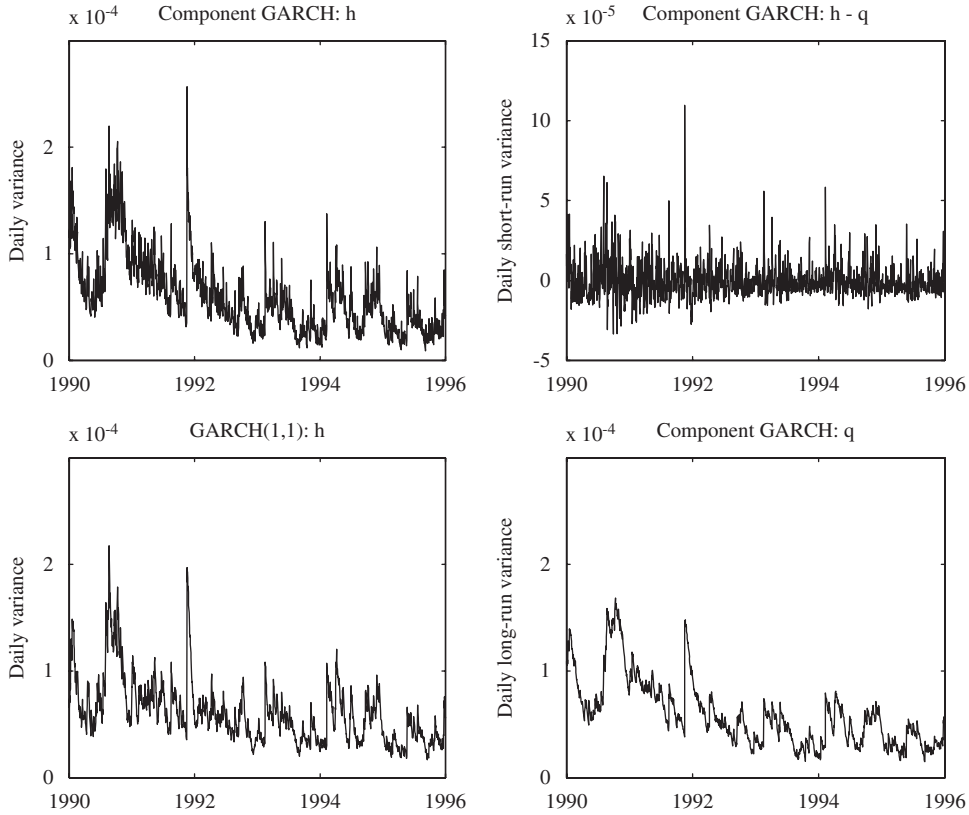 x 10-4
Component GARCH: h
Daily variance
2
1
0
1990
1992
1994
1996
x 10-5
Component GARCH: h - q
Daily short-run variance
15
10
5
0
-5
1990
1992
1994
1996
x 10-4
GARCH(1,1): h
Daily variance
2
1
0
1990
1992
1994
1996
x 10-4
Component GARCH: q
Daily long-run variance
2
1
0
1990
1992
1994
1996